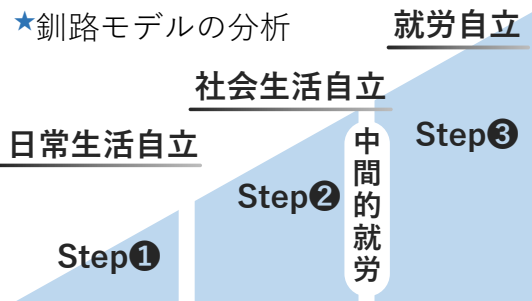 ★釧路モデルの分析
就労自立
社会生活自立
日常生活自立
Step❸
中間的就労
Step❷
Step❶